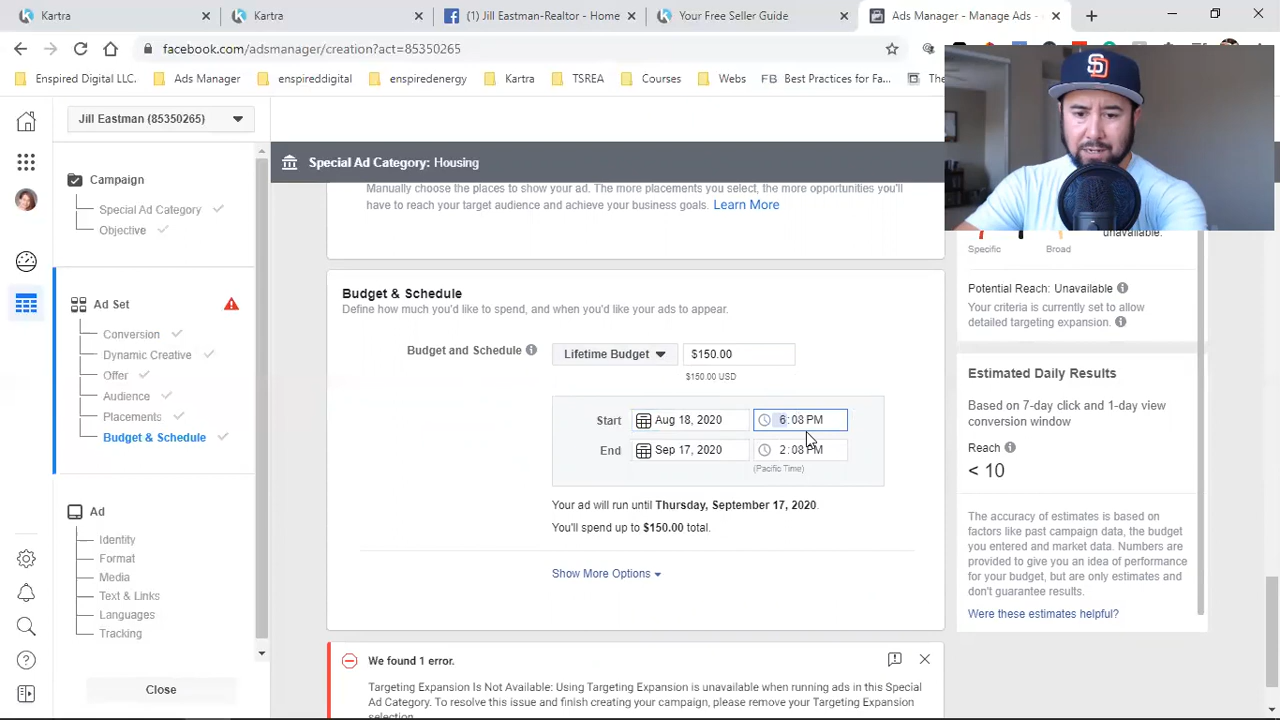 Kartra
Kartra
Jill Eastman-Realtor - Home
Your Free Seller Guide
Ads Manager - Manage Ads -
facebook.com/adsmanager/creation?act=85350265
Enspired Digital LLC.
Ads Manager
enspireddigital
enspiredenergy
Kartra
TSREA
Courses
Webs
FB Best Practices for Fa...
SD
Jill Eastman (85350265)
Special Ad Category: Housing
Campaign
Special Ad Category
Objective
Ad Set
Conversion
Dynamic Creative
Offer
Audience
Placements
Budget & Schedule
Ad
Identity
Format
Media
Text & Links
Languages
Tracking
Close
Manually choose the places to show your ad. The more placements you select, the more opportunities you'll
have to reach your target audience and achieve your business goals. Learn More
Budget & Schedule
Define how much you'd like to spend, and when you'd like your ads to appear.
Budget and Schedule
Lifetime Budget
$150.00
$150.00 USD
Start
Aug 18, 2020
6:08 PM
End
Sep 17, 2020
2:08 PM
(Pacific Time)
Your ad will run until Thursday, September 17, 2020.
You'll spend up to $150.00 total.
Show More Options
We found 1 error.
Targeting Expansion Is Not Available: Using Targeting Expansion is unavailable when running ads in this Special
Ad Category. To resolve this issue and finish creating your campaign, please remove your Targeting Expansion
selection.
unavailable.
Specific
Broad
Potential Reach: Unavailable
Your criteria is currently set to allow
detailed targeting expansion.
Estimated Daily Results
Based on 7-day click and 1-day view
conversion window
Reach
< 10
The accuracy of estimates is based on
factors like past campaign data, the budget
you entered and market data. Numbers are
provided to give you an idea of performance
for your budget, but are only estimates and
don't guarantee results.
Were these estimates helpful?